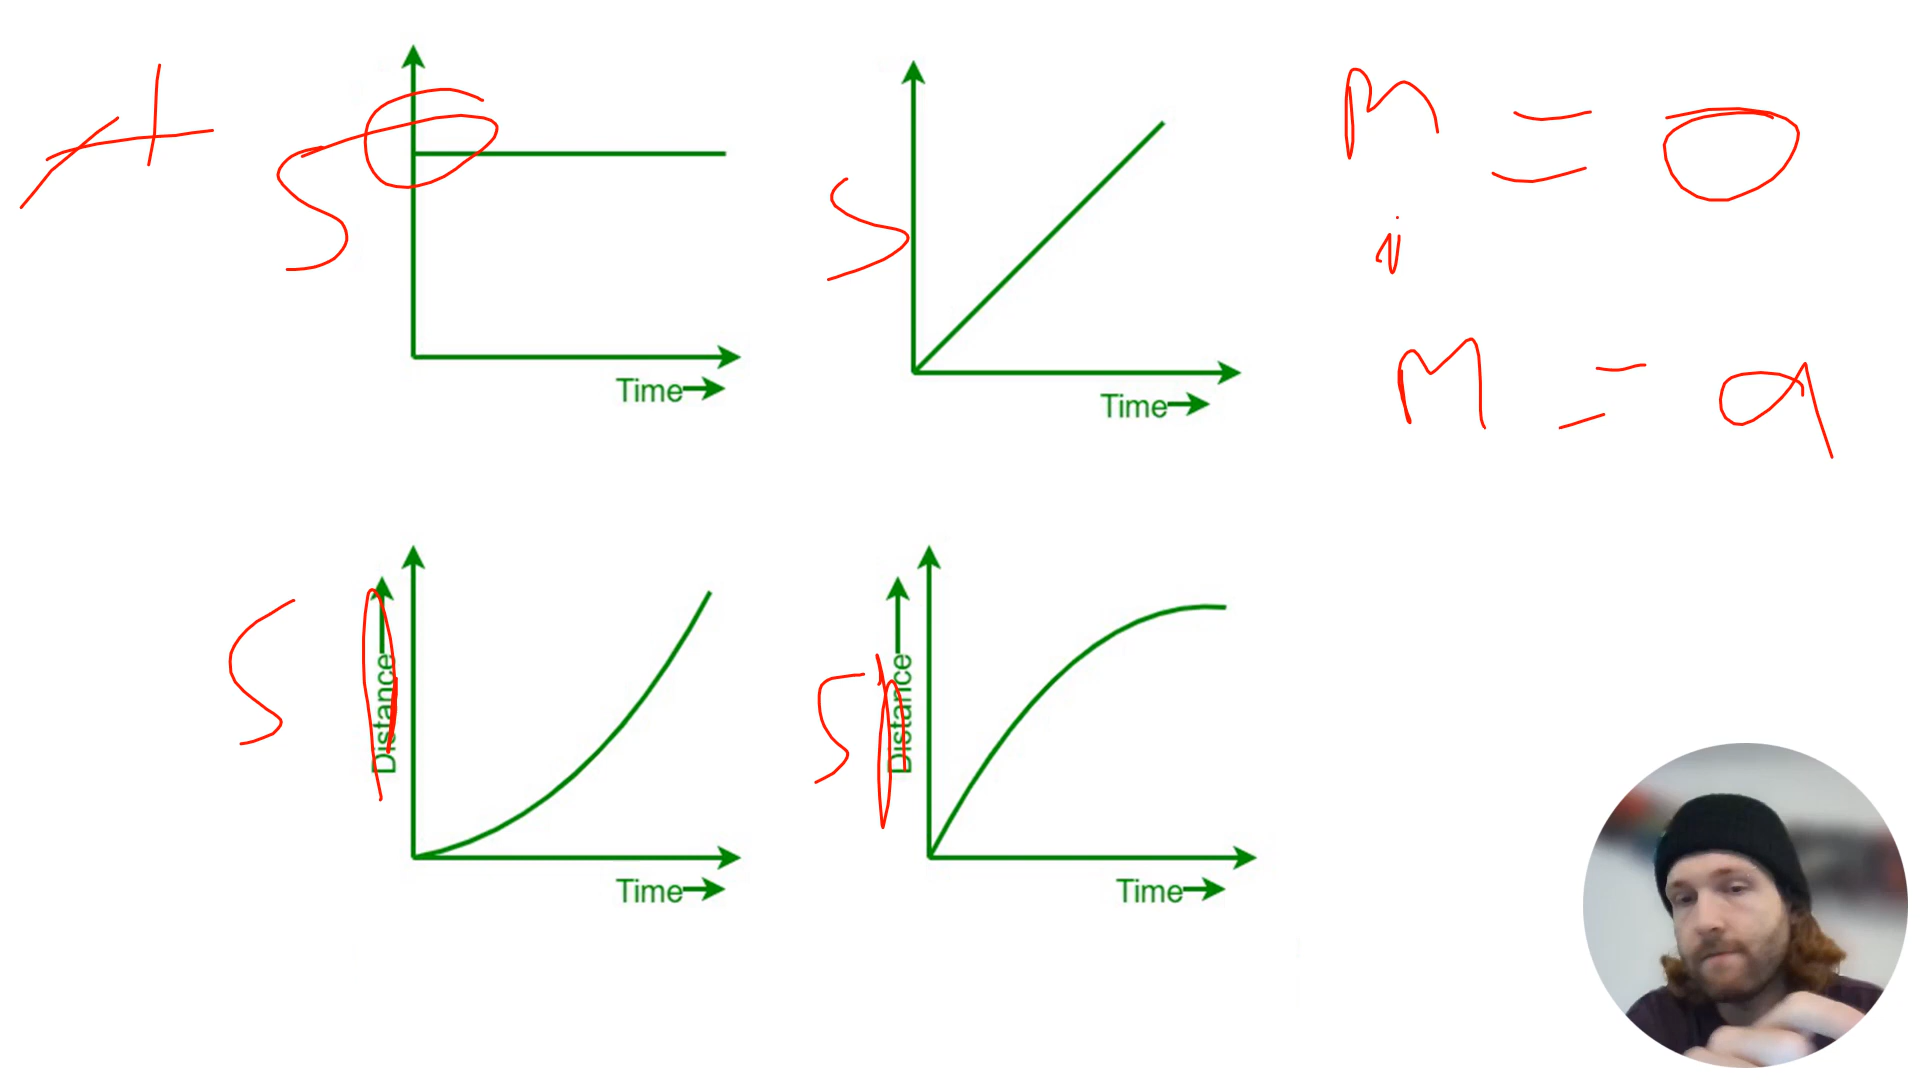 S
Time
S
Time
m = 0
m = a
S
Distance
Time
S
Distance
Time